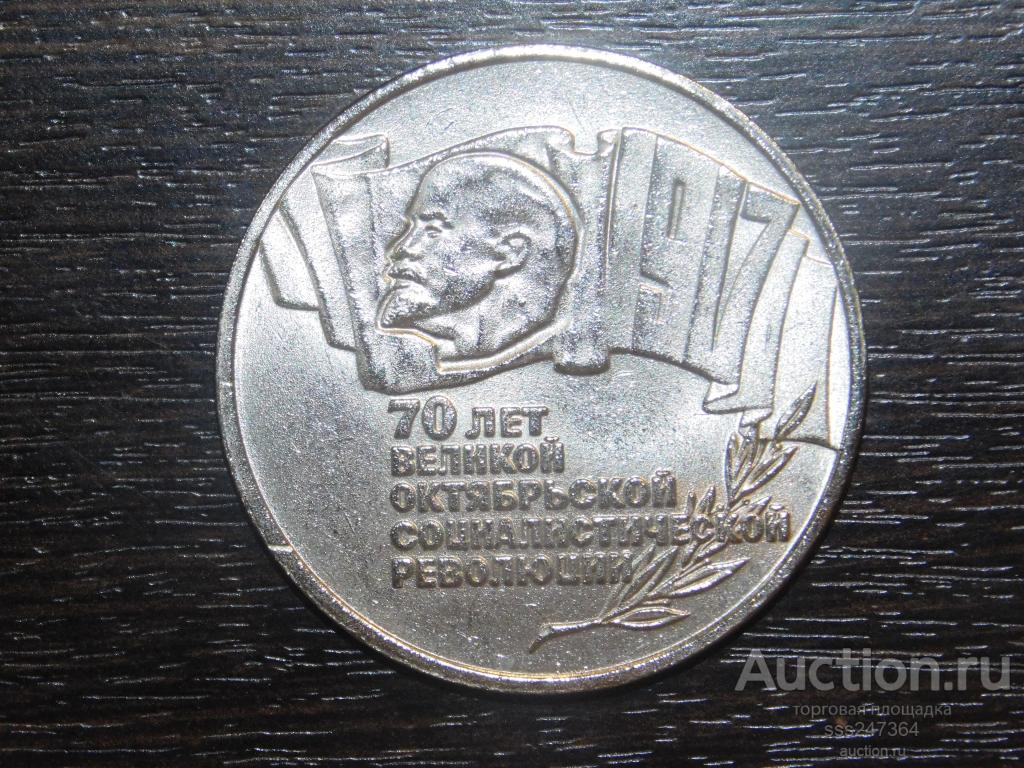 1917
70 ЛЕТ
ВЕЛИКОЙ
ОКТЯБРЬСКОЙ
СОЦИАЛИСТИЧЕСКОЙ
РЕВОЛЮЦИИ
Auction.ru
торговая площадка
sss247364
auction.ru